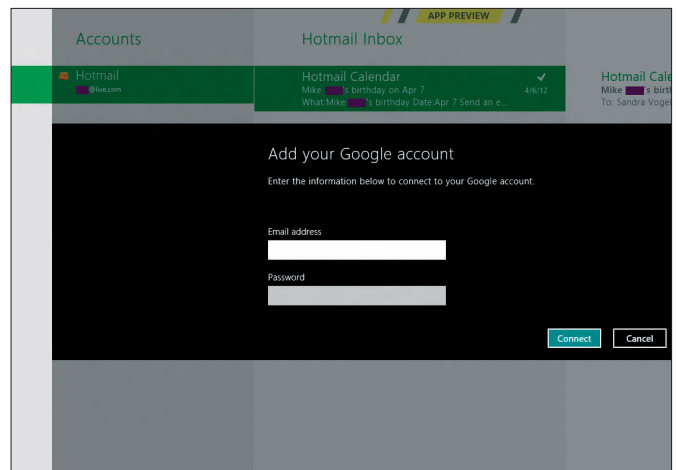 APP PREVIEW
Accounts
Hotmail Inbox
Hotmail
@live.com
Hotmail Calendar
Mike 's birthday on Apr 7
4/6/12
What:Mike 's birthday Date:Apr 7 Send an e...
Hotmail Cale
Mike 's birt
To: Sandra Vogel
Add your Google account
Enter the information below to connect to your Google account.
Email address
Password
Connect
Cancel